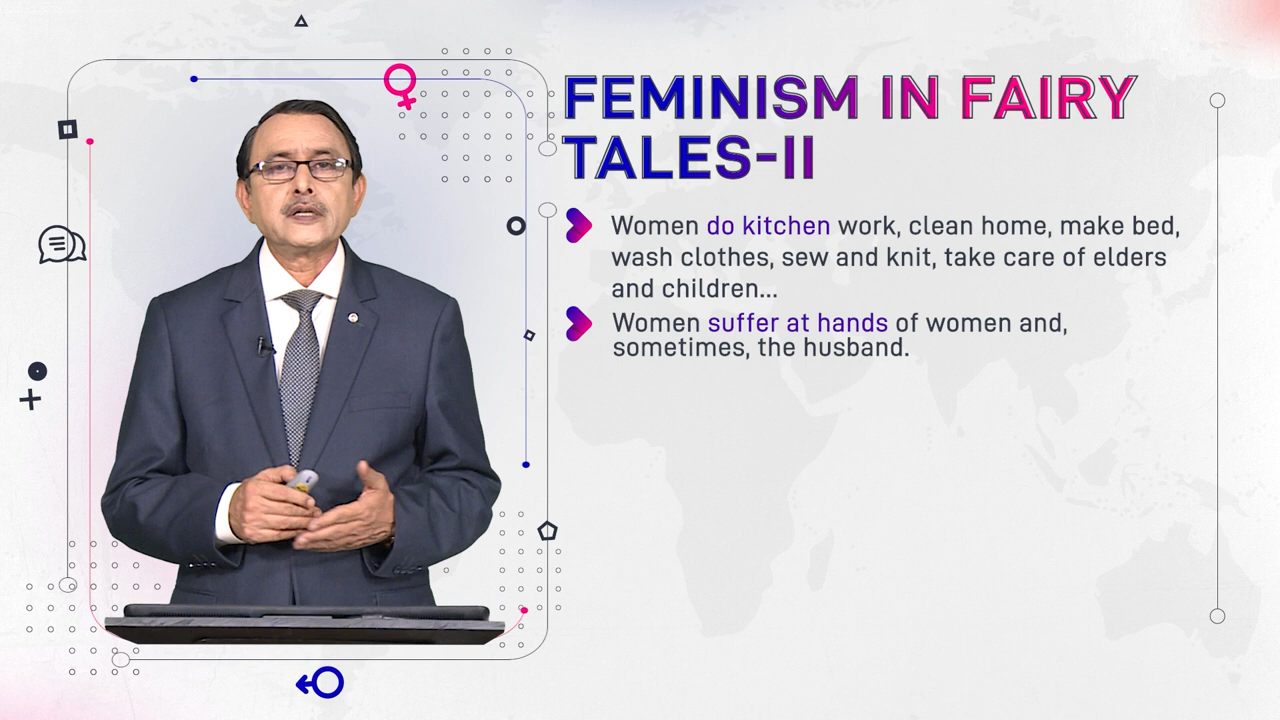 FEMINISM IN FAIRY
TALES-II
Women do kitchen work, clean home, make bed,
wash clothes, sew and knit, take care of elders
and children...
Women suffer at hands of women and,
sometimes, the husband.